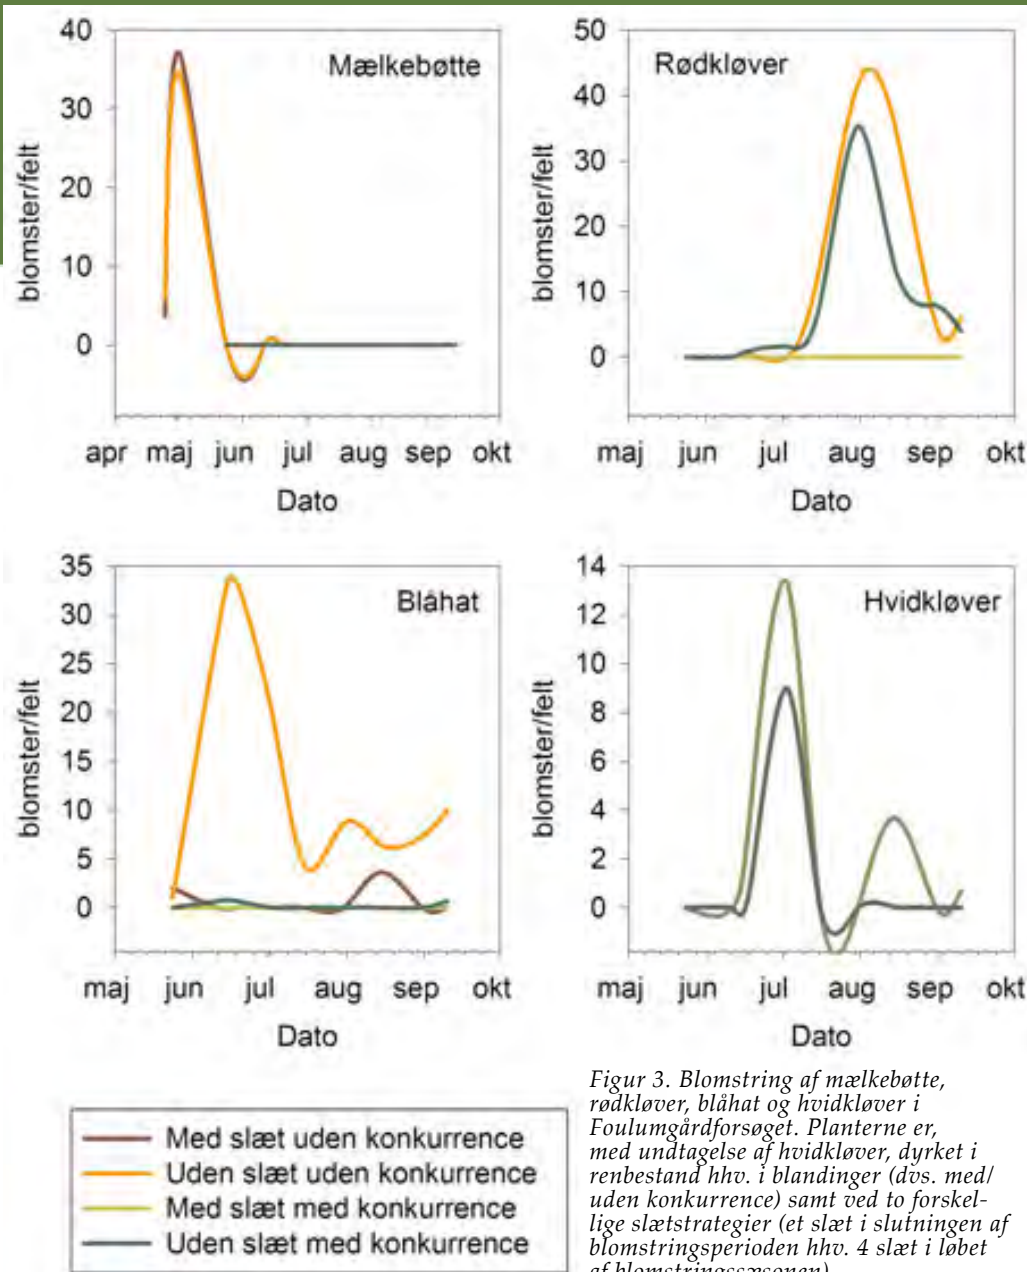 Mælkebøtte
40
30
20
10
0
blomster/felt
apr maj jun jul aug sep okt
Dato
Rødkløver
50
40
30
20
10
0
blomster/felt
maj jun jul aug sep okt
Dato
Blåhat
35
30
25
20
15
10
5
0
blomster/felt
maj jun jul aug sep okt
Dato
Hvidkløver
14
12
10
8
6
4
2
0
blomster/felt
maj jun jul aug sep okt
Dato
Med slæt uden konkurrence
Uden slæt uden konkurrence
Med slæt med konkurrence
Uden slæt med konkurrence
Figur 3. Blomstring af mælkebøtte,
rødkløver, blåhat og hvidkløver i
Foulumgårdforsøget. Planterne er,
med undtagelse af hvidkløver, dyrket i
renbestand hhv. i blandinger (dvs. med/
uden konkurrence) samt ved to forskel-
lige slætstrategier (et slæt i slutningen af
blomstringsperioden hhv. 4 slæt i løbet
af blomstringssæsonen)